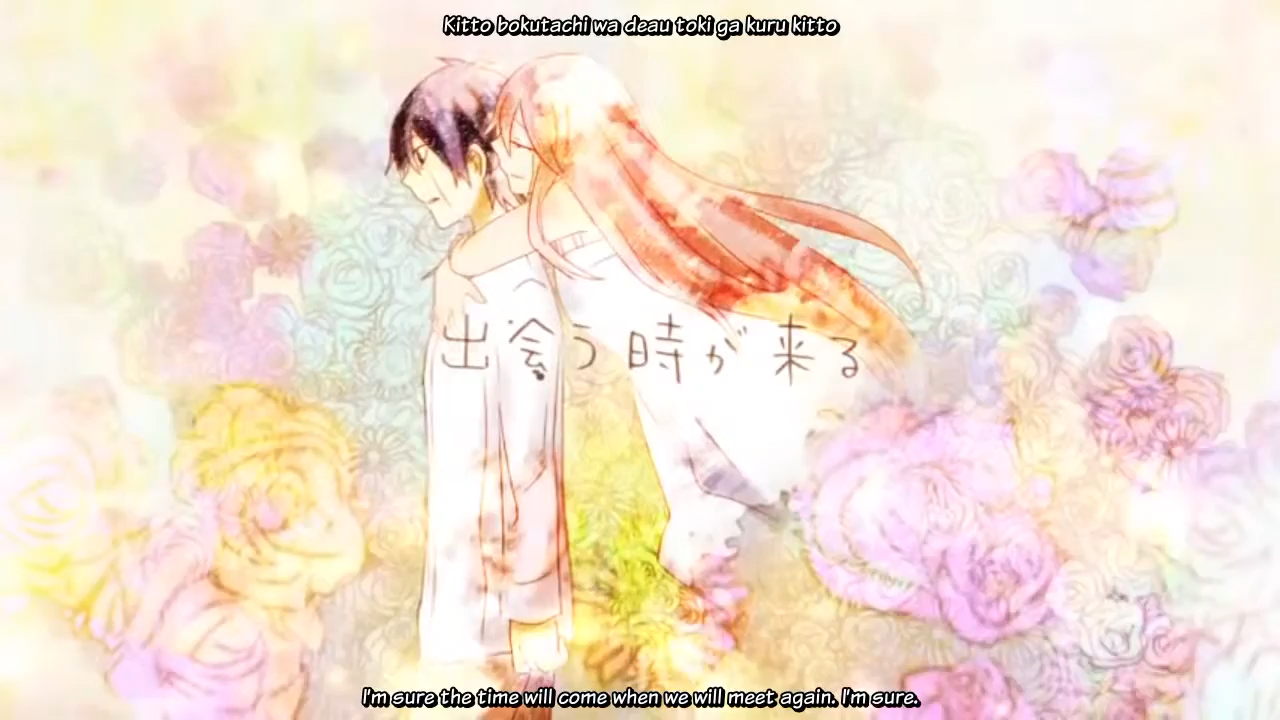 Kitto bokutachi wa deau toki ga kuru kitto
出会う時が来る
I'm sure the time will come when we will meet again. I'm sure.